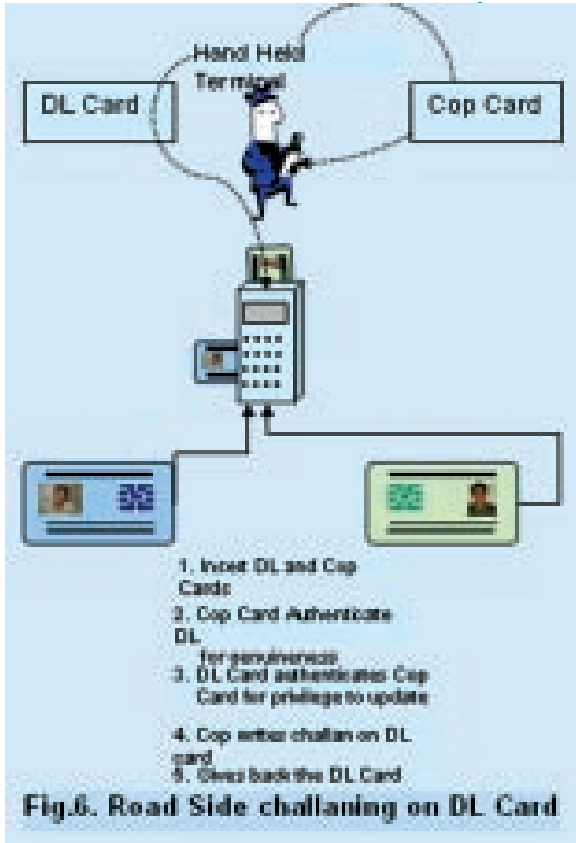 Hand Held
Terminal
DL Card
Cop Card
1. Insert DL and Cop
Cards
2. Cop Card Authenticate
DL
for genuineness
3. DL Card authenticates Cop
Card for privilege to update
4. Cop enter challan on DL
card
5. Gives back the DL Card
Fig.6. Road Side challaning on DL Card